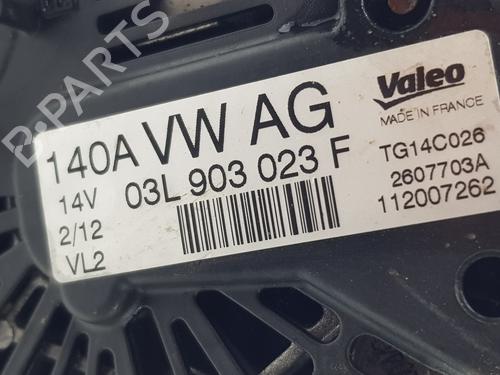 B-PARTS
140A VW AG
14V 03L 903 023 F
2/12
VL2
Valeo
MADE IN FRANCE
TG14C026
2607703A
112007262